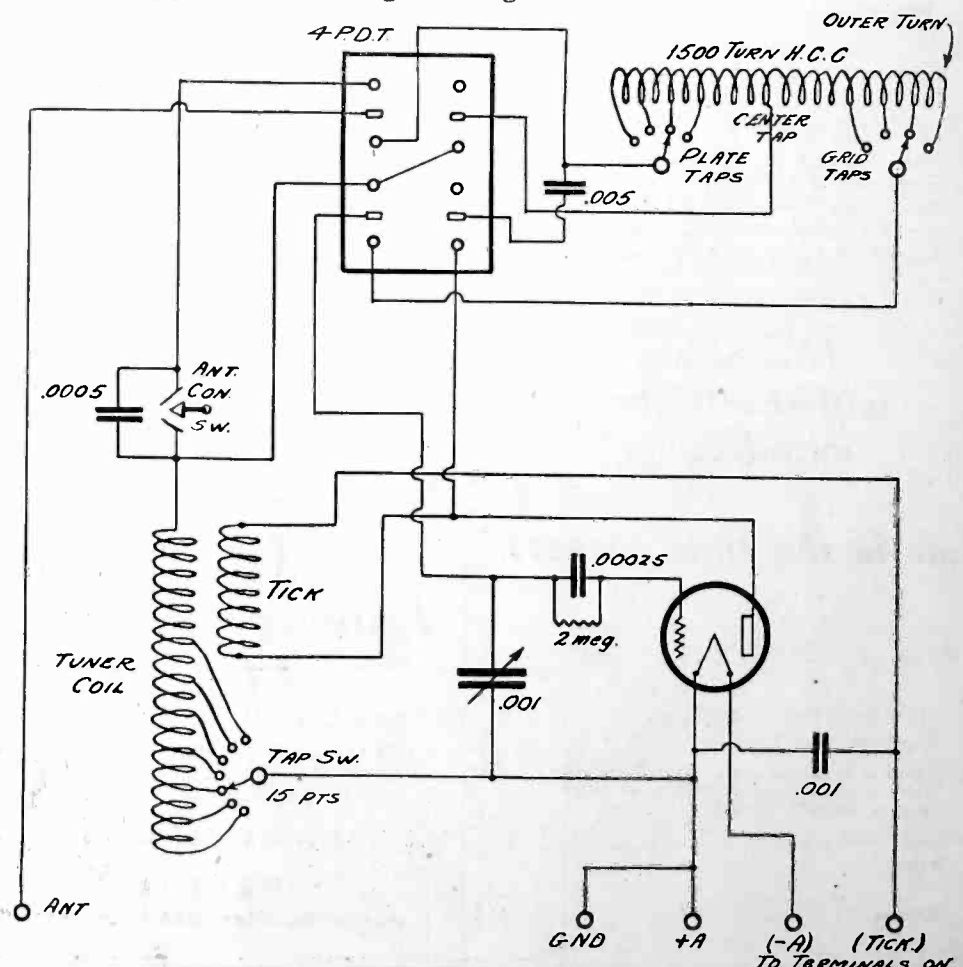 4 P.D.T.
OUTER TURN
1500 TURN H.C.C
CENTER
TAP
PLATE
TAPS
GRID
TAPS
.005
ANT.
CON.
SW.
.0005
TICK
.00025
2 meg.
TUNER
COIL
.001
TAP SW.
15 PTS
.001
ANT
GND
+A
(-A)
(TICK.)
TO TERMINALS ON